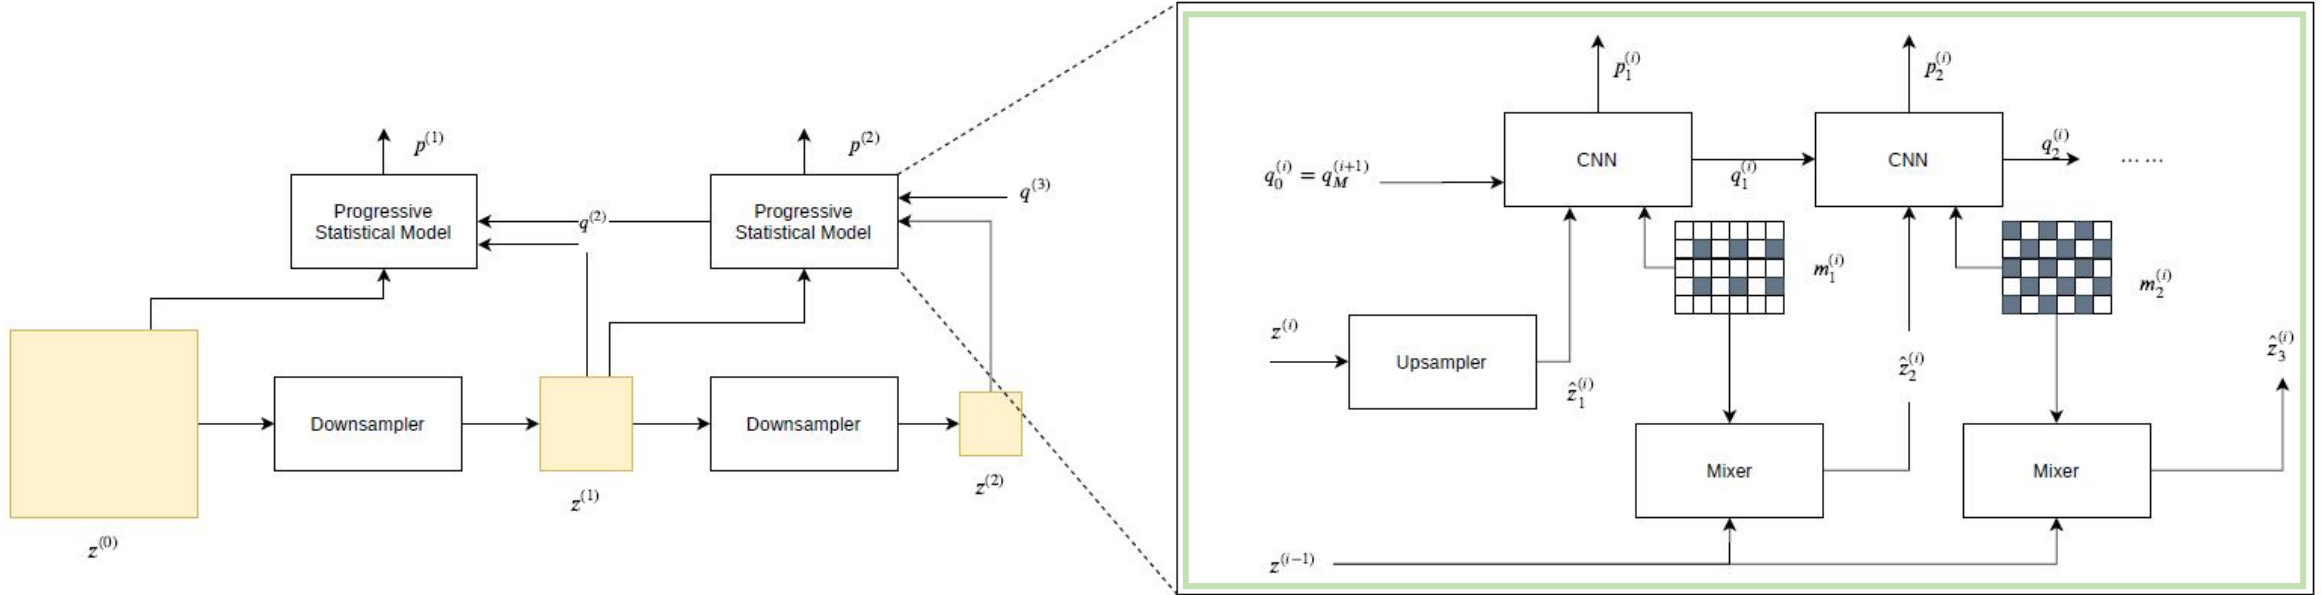 p^(1)
p^(2)
Progressive
Statistical Model
q^(2)
Progressive
Statistical Model
q^(3)
Downsampler
Downsampler
z^(0)
z^(1)
z^(2)
p_1^(i)
p_2^(i)
q_0^(i) = q_M^(i+1)
CNN
q_1^(i)
CNN
q_2^(i)
... ...
m_1^(i)
m_2^(i)
z^(i)
Upsampler
ẑ_1^(i)
ẑ_2^(i)
ẑ_3^(i)
Mixer
Mixer
z^(i−1)